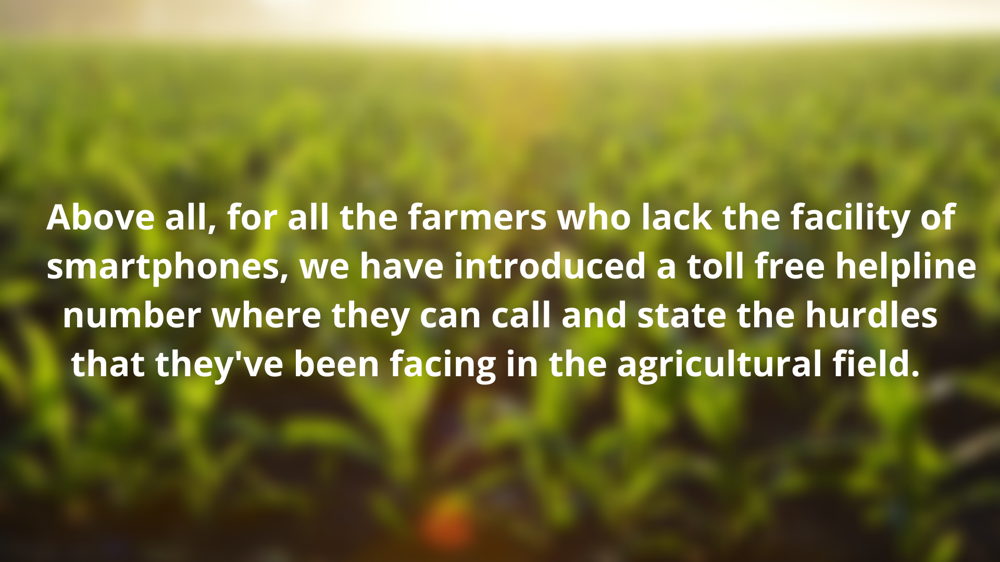 Above all, for all the farmers who lack the facility of
smartphones, we have introduced a toll free helpline
number where they can call and state the hurdles
that they've been facing in the agricultural field.